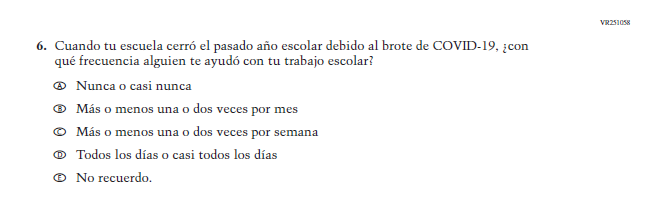 VR251058
6. Cuando tu escuela cerró el pasado año escolar debido al brote de COVID-19, ¿con
qué frecuencia alguien te ayudó con tu trabajo escolar?
A Nunca o casi nunca
B Más o menos una o dos veces por mes
C Más o menos una o dos veces por semana
D Todos los días o casi todos los días
E No recuerdo.